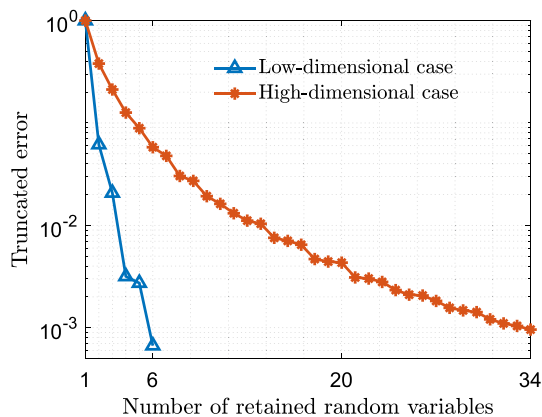 10^0
10^-2
10^-3
Truncated error
Low-dimensional case
High-dimensional case
1
6
20
34
Number of retained random variables